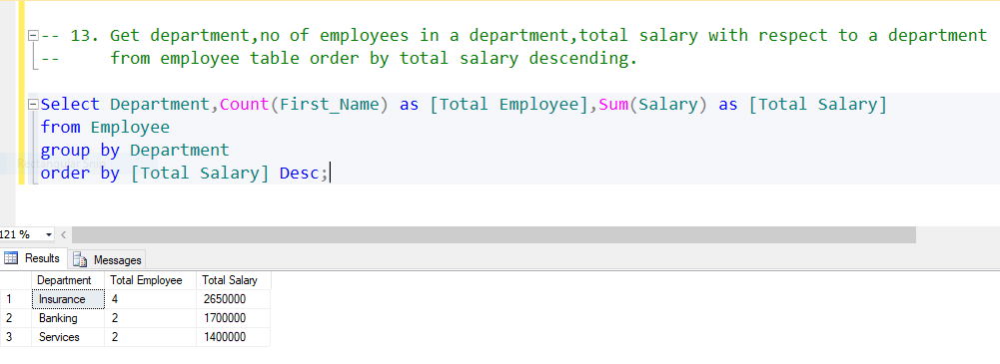 -- 13. Get department,no of employees in a department,total salary with respect to a department
-- from employee table order by total salary descending.
Select Department,Count(First_Name) as [Total Employee],Sum(Salary) as [Total Salary]
from Employee
group by Department
order by [Total Salary] Desc;
121 %
Results Messages
Department Total Employee Total Salary
1 Insurance 4 2650000
2 Banking 2 1700000
3 Services 2 1400000